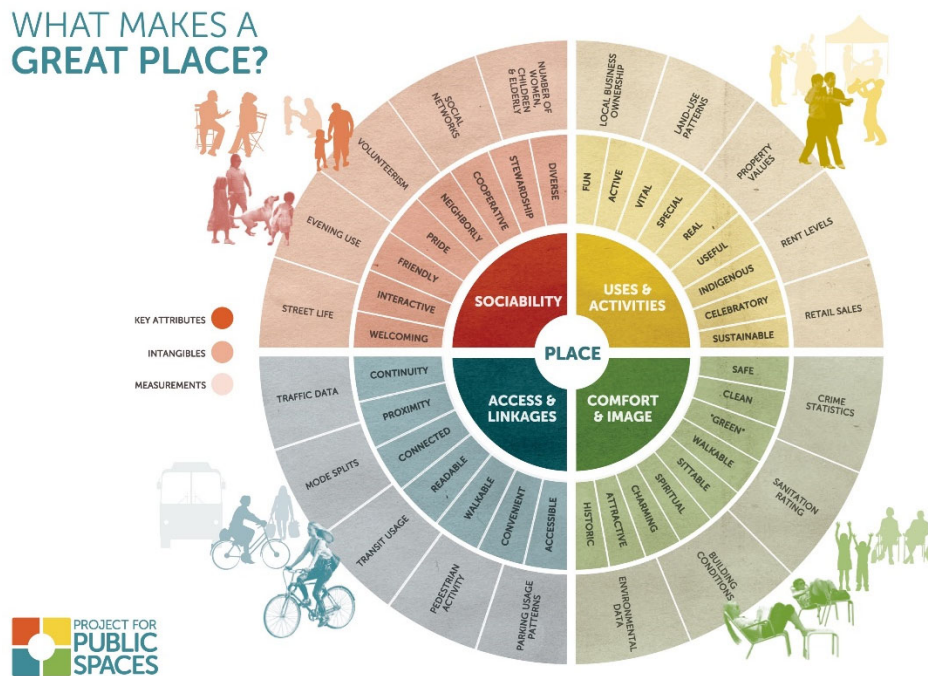 WHAT MAKES A
GREAT PLACE?
NUMBER OF
WOMEN,
CHILDREN
& ELDERLY
SOCIAL
NETWORKS
VOLUNTEERISM
EVENING USE
STREET LIFE
LOCAL BUSINESS
OWNERSHIP
LAND-USE
PATTERNS
PROPERTY
VALUES
RENT LEVELS
RETAIL SALES
DIVERSE
STEWARDSHIP
COOPERATIVE
NEIGHBORLY
PRIDE
FRIENDLY
INTERACTIVE
WELCOMING
FUN
ACTIVE
VITAL
SPECIAL
REAL
USEFUL
INDIGENOUS
CELEBRATORY
SUSTAINABLE
SOCIABILITY
USES &
ACTIVITIES
PLACE
ACCESS &
LINKAGES
COMFORT
& IMAGE
KEY ATTRIBUTES
INTANGIBLES
MEASUREMENTS
CONTINUITY
PROXIMITY
CONNECTED
READABLE
WALKABLE
CONVENIENT
ACCESSIBLE
SAFE
CLEAN
"GREEN"
WALKABLE
SITTABLE
SPIRITUAL
CHARMING
ATTRACTIVE
HISTORIC
TRAFFIC DATA
MODE SPLITS
TRANSIT USAGE
PEDESTRIAN
ACTIVITY
PARKING USAGE
PATTERNS
CRIME
STATISTICS
SANITATION
RATING
BUILDING
CONDITIONS
ENVIRONMENTAL
DATA
PROJECT FOR
PUBLIC
SPACES